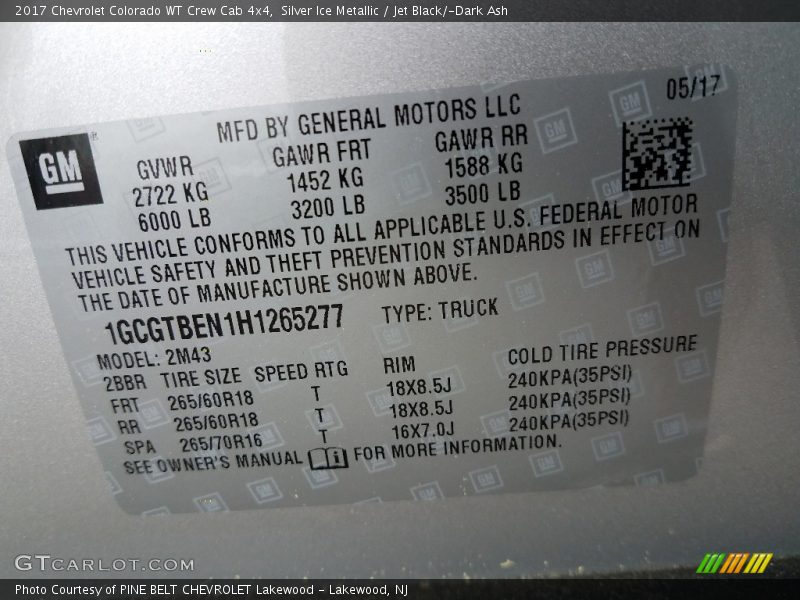 2017 Chevrolet Colorado WT Crew Cab 4x4, Silver Ice Metallic / Jet Black/-Dark Ash
05/17
GM
MFD BY GENERAL MOTORS LLC
GVWR GAWR FRT GAWR RR
2722 KG 1452 KG 1588 KG
6000 LB 3200 LB 3500 LB
THIS VEHICLE CONFORMS TO ALL APPLICABLE U.S. FEDERAL MOTOR
VEHICLE SAFETY AND THEFT PREVENTION STANDARDS IN EFFECT ON
THE DATE OF MANUFACTURE SHOWN ABOVE.
1GCGTBEN1H1265277 TYPE: TRUCK
MODEL: 2M43
2BBR TIRE SIZE SPEED RTG RIM COLD TIRE PRESSURE
FRT 265/60R18 T 18X8.5J 240KPA(35PSI)
RR 265/60R18 T 18X8.5J 240KPA(35PSI)
SPA 265/70R16 T 16X7.0J 240KPA(35PSI)
SEE OWNER'S MANUAL i FOR MORE INFORMATION.
GTCARLOT.COM
Photo Courtesy of PINE BELT CHEVROLET Lakewood - Lakewood, NJ